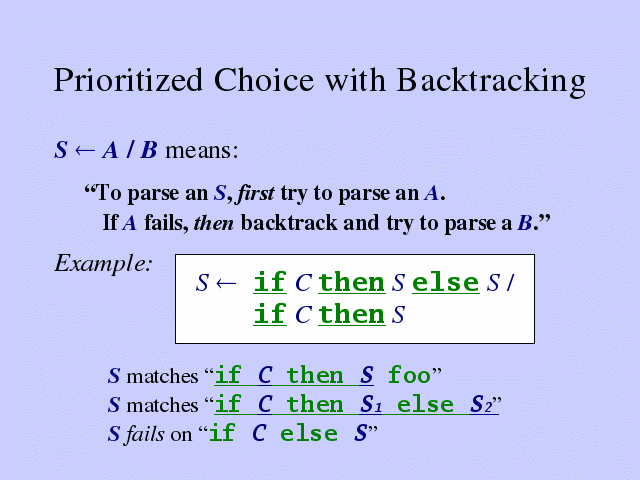 Prioritized Choice with Backtracking
S ← A / B means:
“To parse an S, first try to parse an A.
If A fails, then backtrack and try to parse a B.”
Example:
S ← if C then S else S /
if C then S
S matches “if C then S foo”
S matches “if C then S₁ else S₂”
S fails on “if C else S”